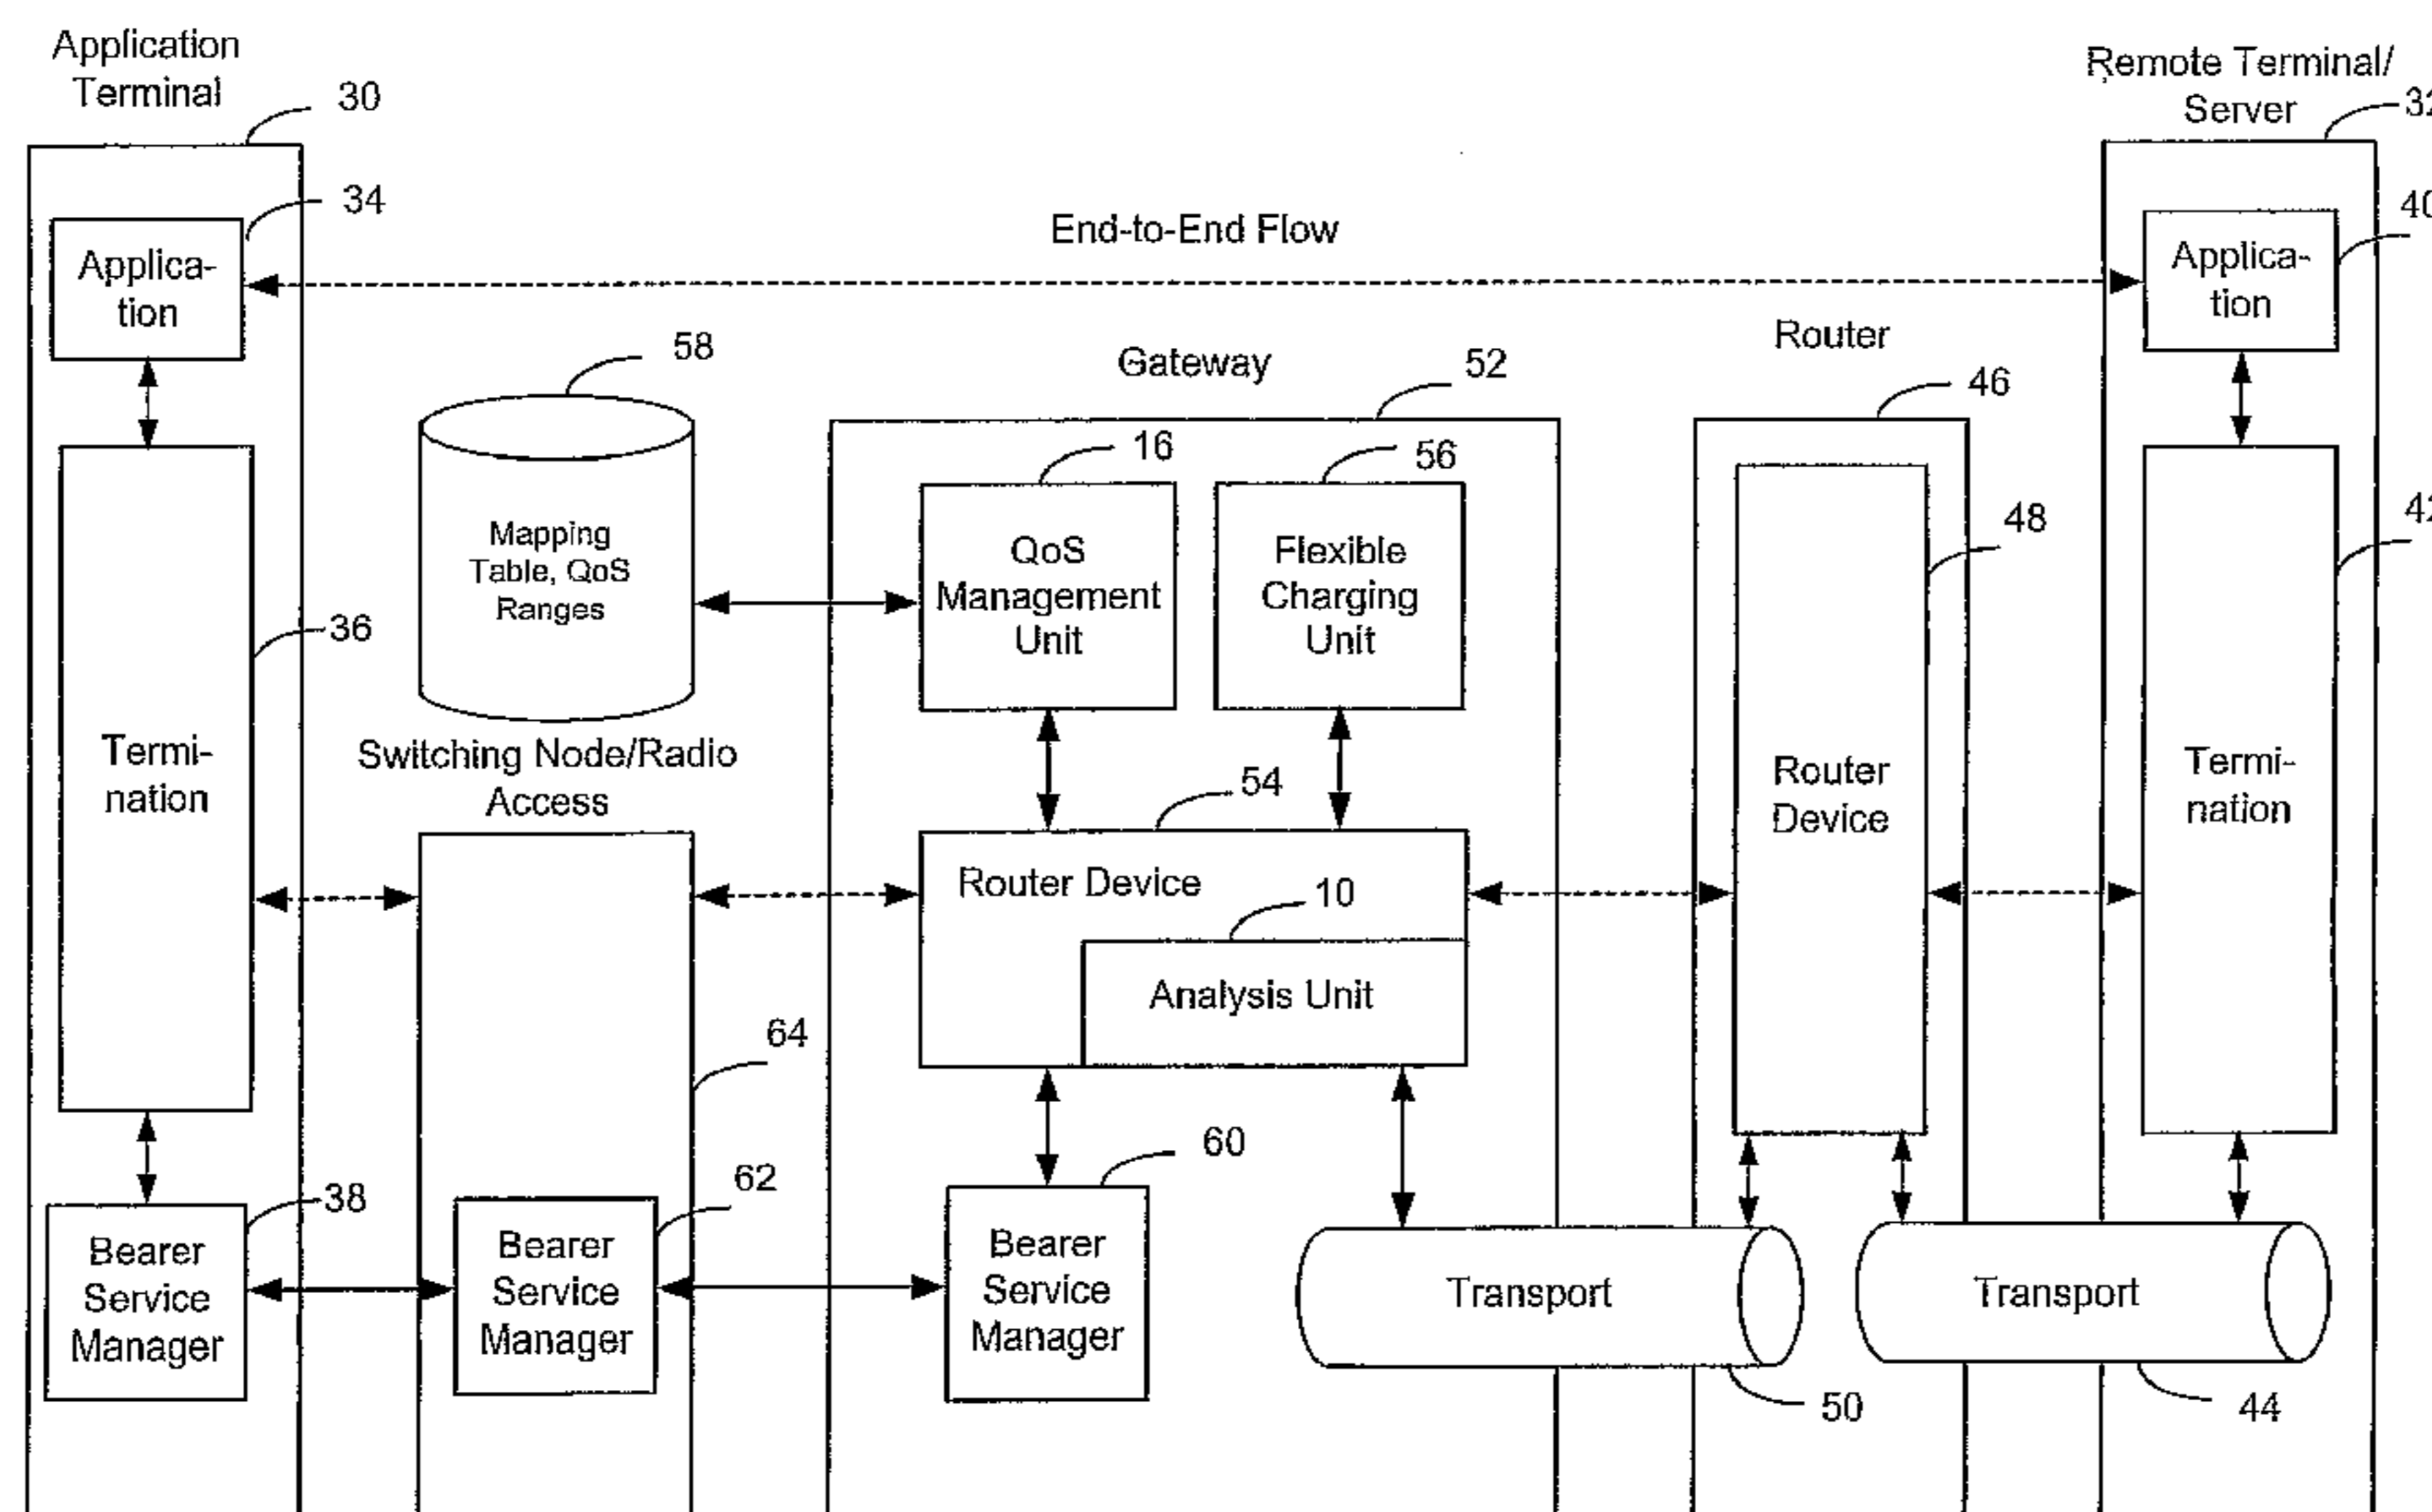 Application
Terminal
30
Remote Terminal/
Server
34
End-to-End Flow
Applica-
tion
Applica-
tion
58
Gateway
52
Router
46
16
56
48
Mapping
Table, QoS
Ranges
QoS
Management
Unit
Flexible
Charging
Unit
36
Termi-
nation
Switching Node/Radio
Access
54
Router
Device
Termi-
nation
Router Device
10
Analysis Unit
64
60
62
38
Bearer
Service
Manager
Bearer
Service
Manager
Bearer
Service
Manager
Transport
Transport
50
44